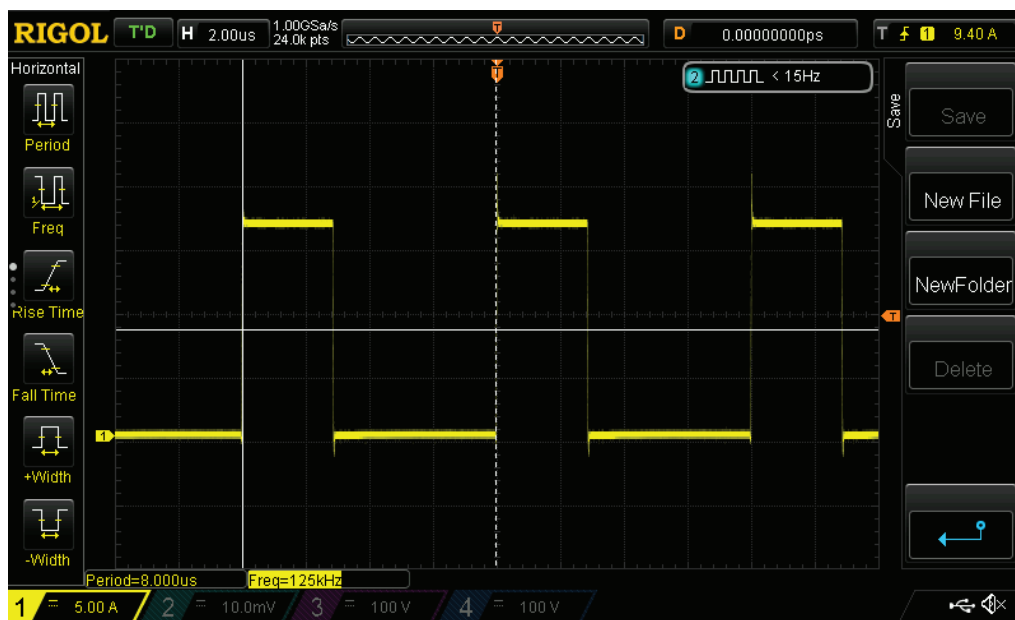 RIGOL T'D H 2.00us 1.00GSa/s 24.0k pts T D 0.00000000ps T 1 9.40 A
Horizontal
T
2 < 15Hz
Save
Save
Period
New File
Freq
NewFolder
Rise Time
T
Delete
Fall Time
1
+Width
-Width
Period=8.000us Freq=125kHz
1 5.00 A 2 10.0mV 3 100 V 4 100 V